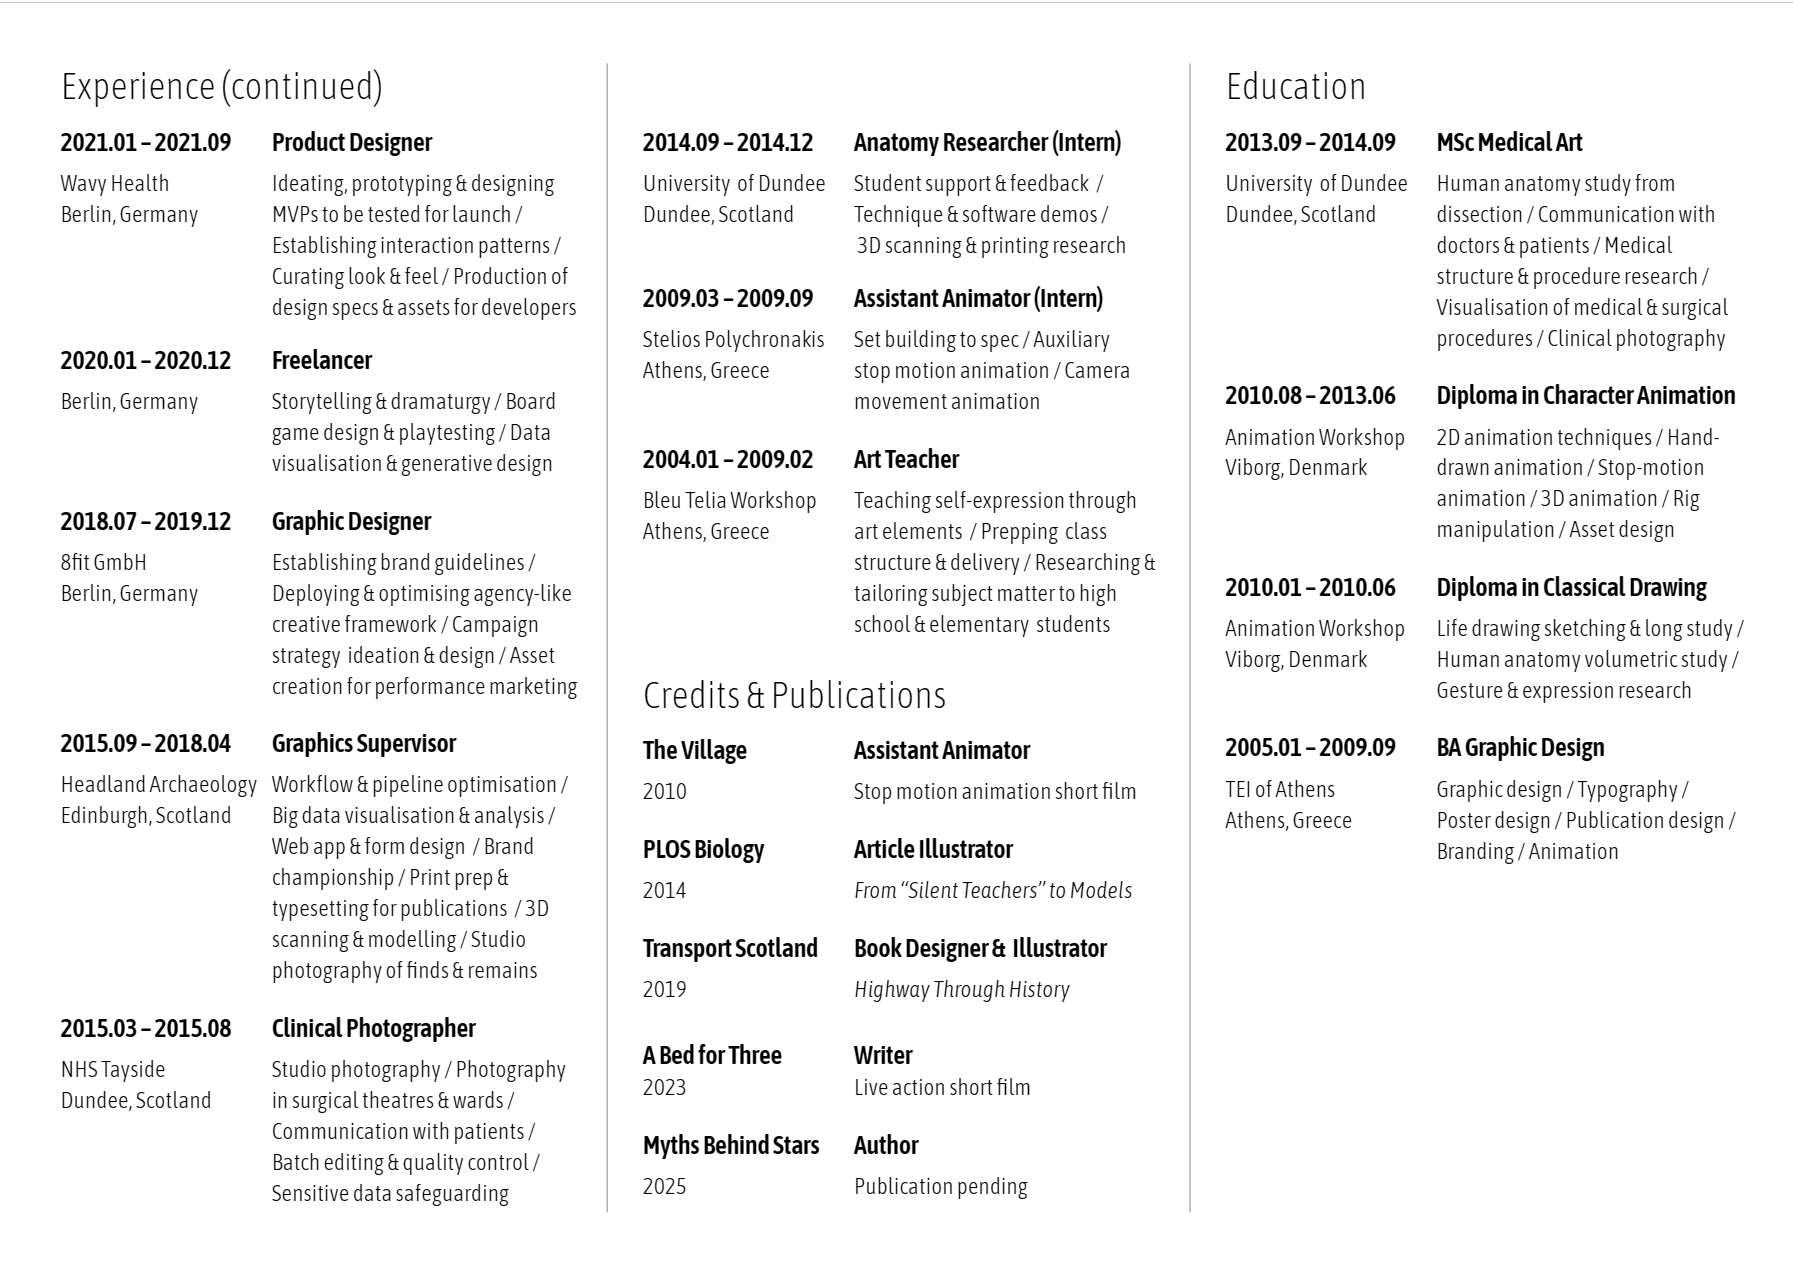 Experience (continued)
2021.01 – 2021.09 Product Designer
Wavy Health
Berlin, Germany
Ideating, prototyping & designing
MVPs to be tested for launch /
Establishing interaction patterns /
Curating look & feel / Production of
design specs & assets for developers
2020.01 – 2020.12 Freelancer
Berlin, Germany
Storytelling & dramaturgy / Board
game design & playtesting / Data
visualisation & generative design
2018.07 – 2019.12 Graphic Designer
8fit GmbH
Berlin, Germany
Establishing brand guidelines /
Deploying & optimising agency-like
creative framework / Campaign
strategy ideation & design / Asset
creation for performance marketing
2015.09 – 2018.04 Graphics Supervisor
Headland Archaeology
Edinburgh, Scotland
Workflow & pipeline optimisation /
Big data visualisation & analysis /
Web app & form design / Brand
championship / Print prep &
typesetting for publications / 3D
scanning & modelling / Studio
photography of finds & remains
2015.03 – 2015.08 Clinical Photographer
NHS Tayside
Dundee, Scotland
Studio photography / Photography
in surgical theatres & wards /
Communication with patients /
Batch editing & quality control /
Sensitive data safeguarding
2014.09 – 2014.12 Anatomy Researcher (Intern)
University of Dundee
Dundee, Scotland
Student support & feedback /
Technique & software demos /
3D scanning & printing research
2009.03 – 2009.09 Assistant Animator (Intern)
Stelios Polychronakis
Athens, Greece
Set building to spec / Auxiliary
stop motion animation / Camera
movement animation
2004.01 – 2009.02 Art Teacher
Bleu Telia Workshop
Athens, Greece
Teaching self-expression through
art elements / Prepping class
structure & delivery / Researching &
tailoring subject matter to high
school & elementary students
Credits & Publications
The Village Assistant Animator
2010 Stop motion animation short film
PLOS Biology Article Illustrator
2014 From “Silent Teachers” to Models
Transport Scotland Book Designer & Illustrator
2019 Highway Through History
A Bed for Three Writer
2023 Live action short film
Myths Behind Stars Author
2025 Publication pending
Education
2013.09 – 2014.09 MSc Medical Art
University of Dundee
Dundee, Scotland
Human anatomy study from
dissection / Communication with
doctors & patients / Medical
structure & procedure research /
Visualisation of medical & surgical
procedures / Clinical photography
2010.08 – 2013.06 Diploma in Character Animation
Animation Workshop
Viborg, Denmark
2D animation techniques / Hand-
drawn animation / Stop-motion
animation / 3D animation / Rig
manipulation / Asset design
2010.01 – 2010.06 Diploma in Classical Drawing
Animation Workshop
Viborg, Denmark
Life drawing sketching & long study /
Human anatomy volumetric study /
Gesture & expression research
2005.01 – 2009.09 BA Graphic Design
TEI of Athens
Athens, Greece
Graphic design / Typography /
Poster design / Publication design /
Branding / Animation